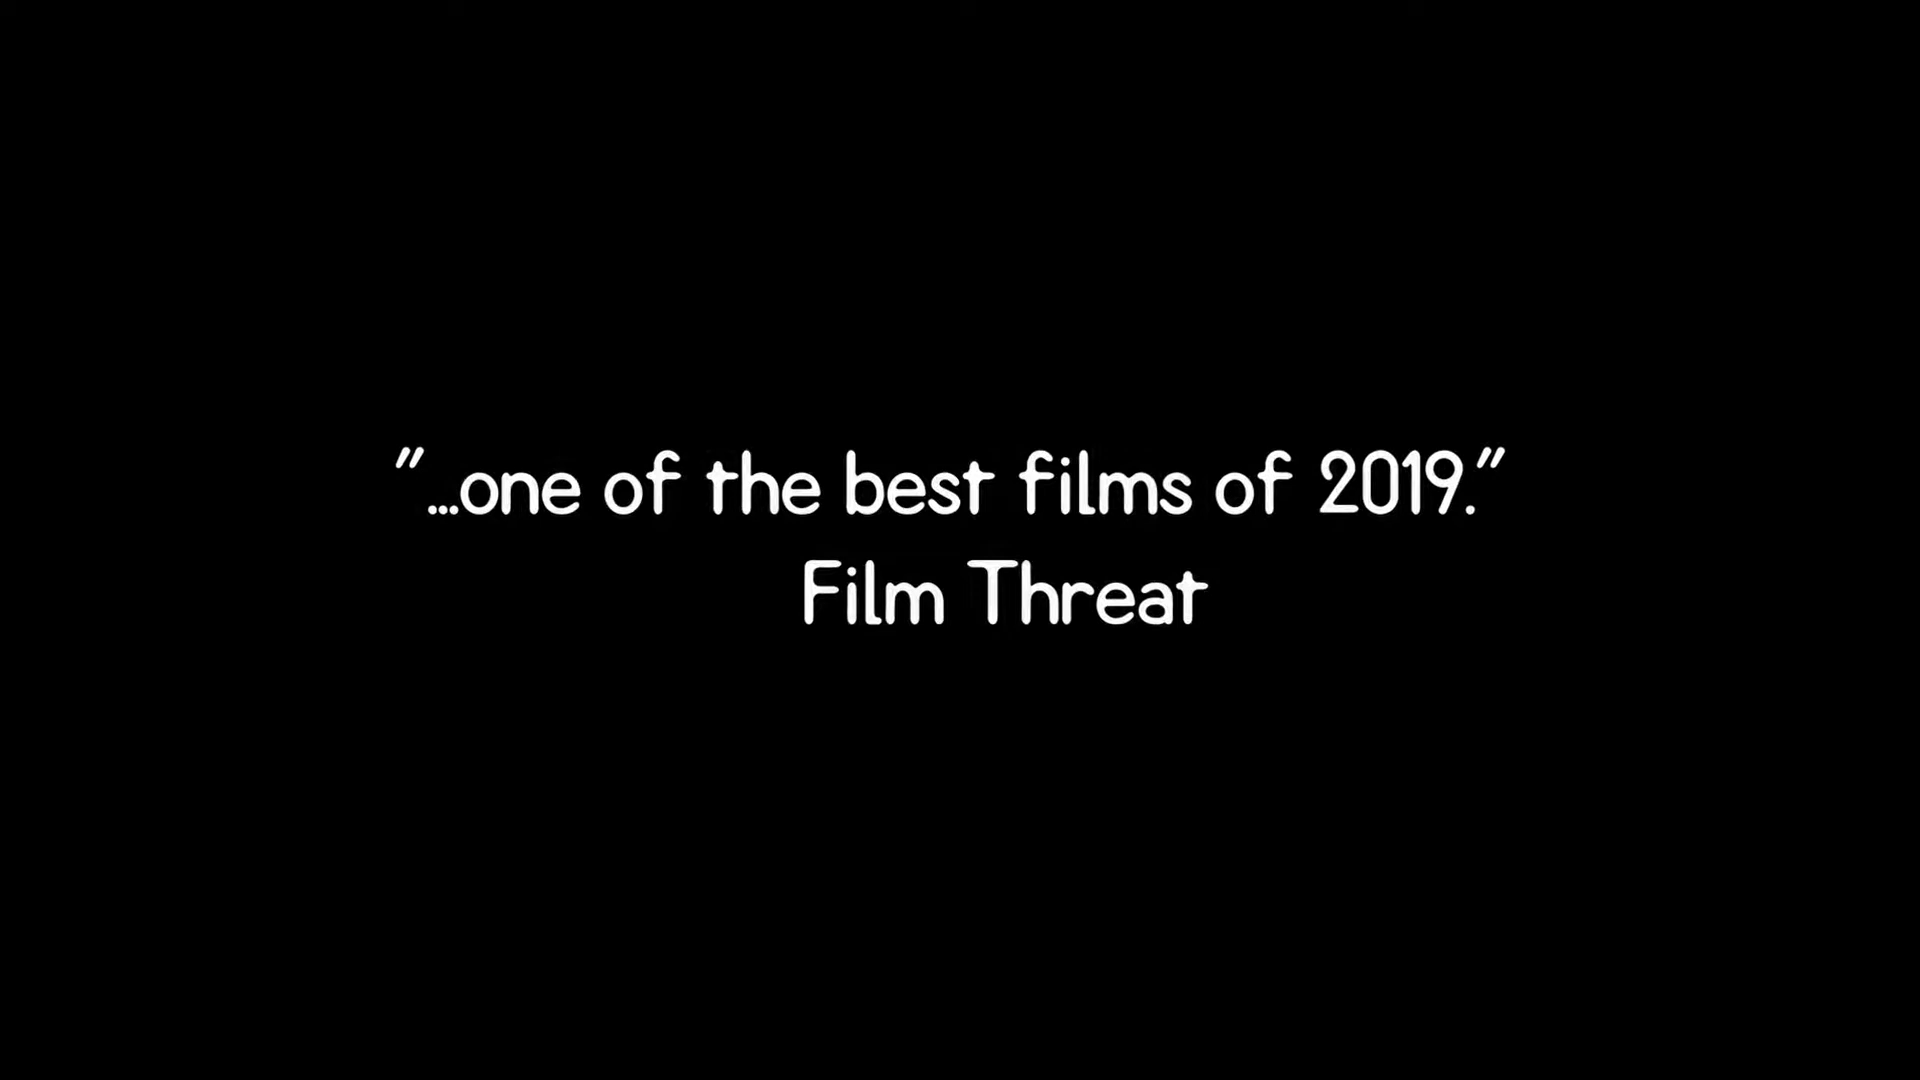 "...one of the best films of 2019."
Film Threat